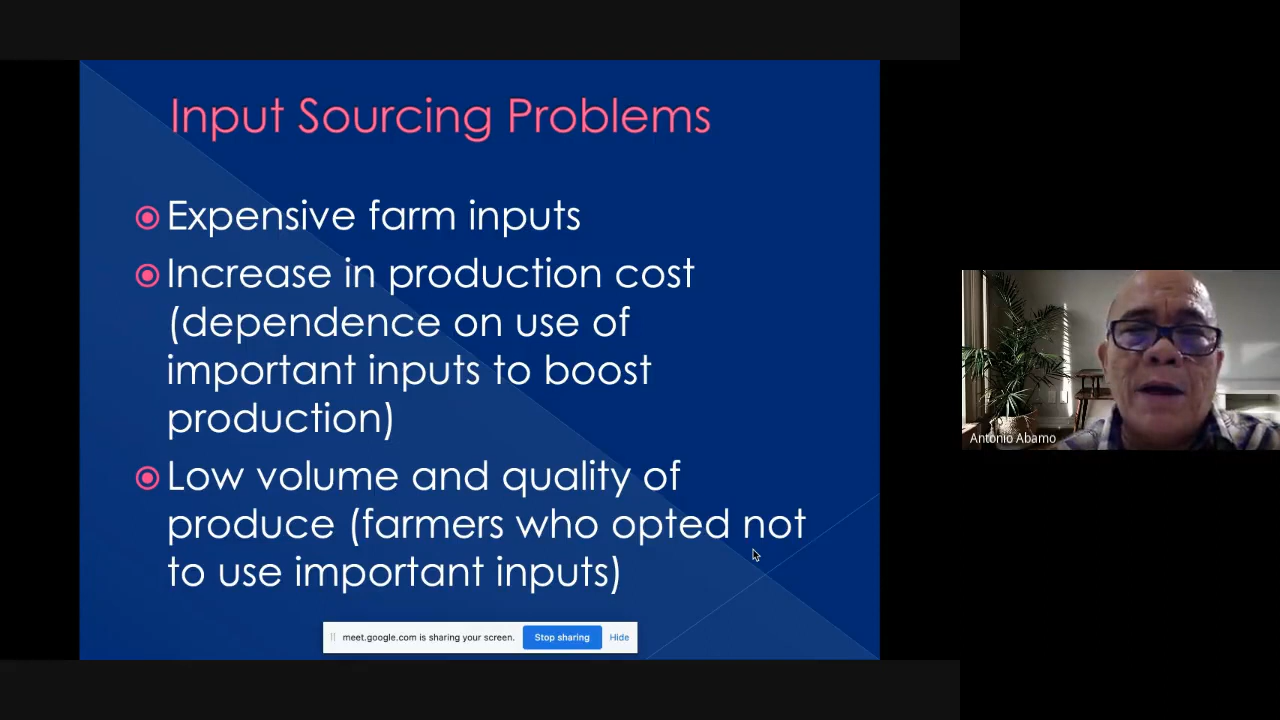 Input Sourcing Problems
Expensive farm inputs
Increase in production cost
(dependence on use of
important inputs to boost
production)
Low volume and quality of
produce (farmers who opted not
to use important inputs)
meet.google.com is sharing your screen. Stop sharing Hide
Antonio Abamo